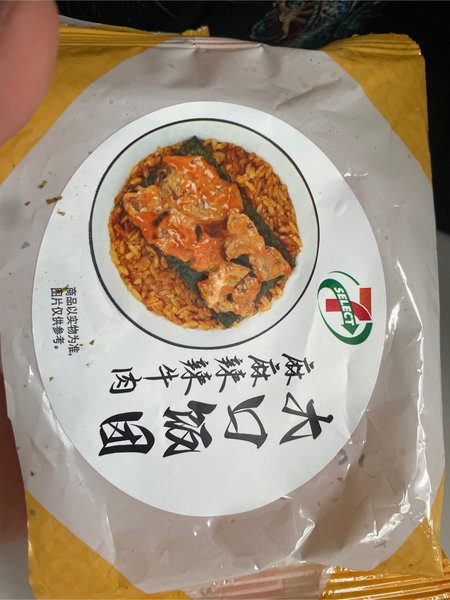 7
SELECT
大口饭团
麻麻辣辣牛肉
商品以实物为准，
图片仅供参考。